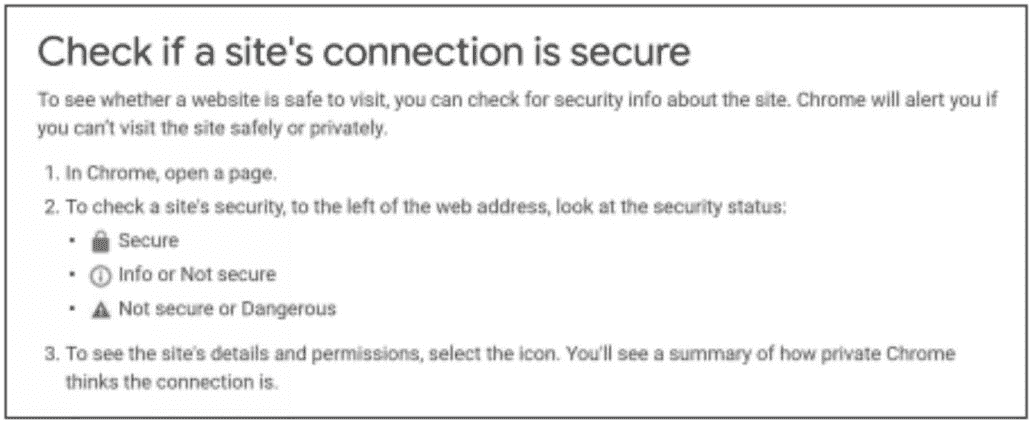 Check if a site's connection is secure
To see whether a website is safe to visit, you can check for security info about the site. Chrome will alert you if
you can't visit the site safely or privately.
1. In Chrome, open a page.
2. To check a site's security, to the left of the web address, look at the security status:
• Secure
• Info or Not secure
• Not secure or Dangerous
3. To see the site's details and permissions, select the icon. You'll see a summary of how private Chrome
thinks the connection is.